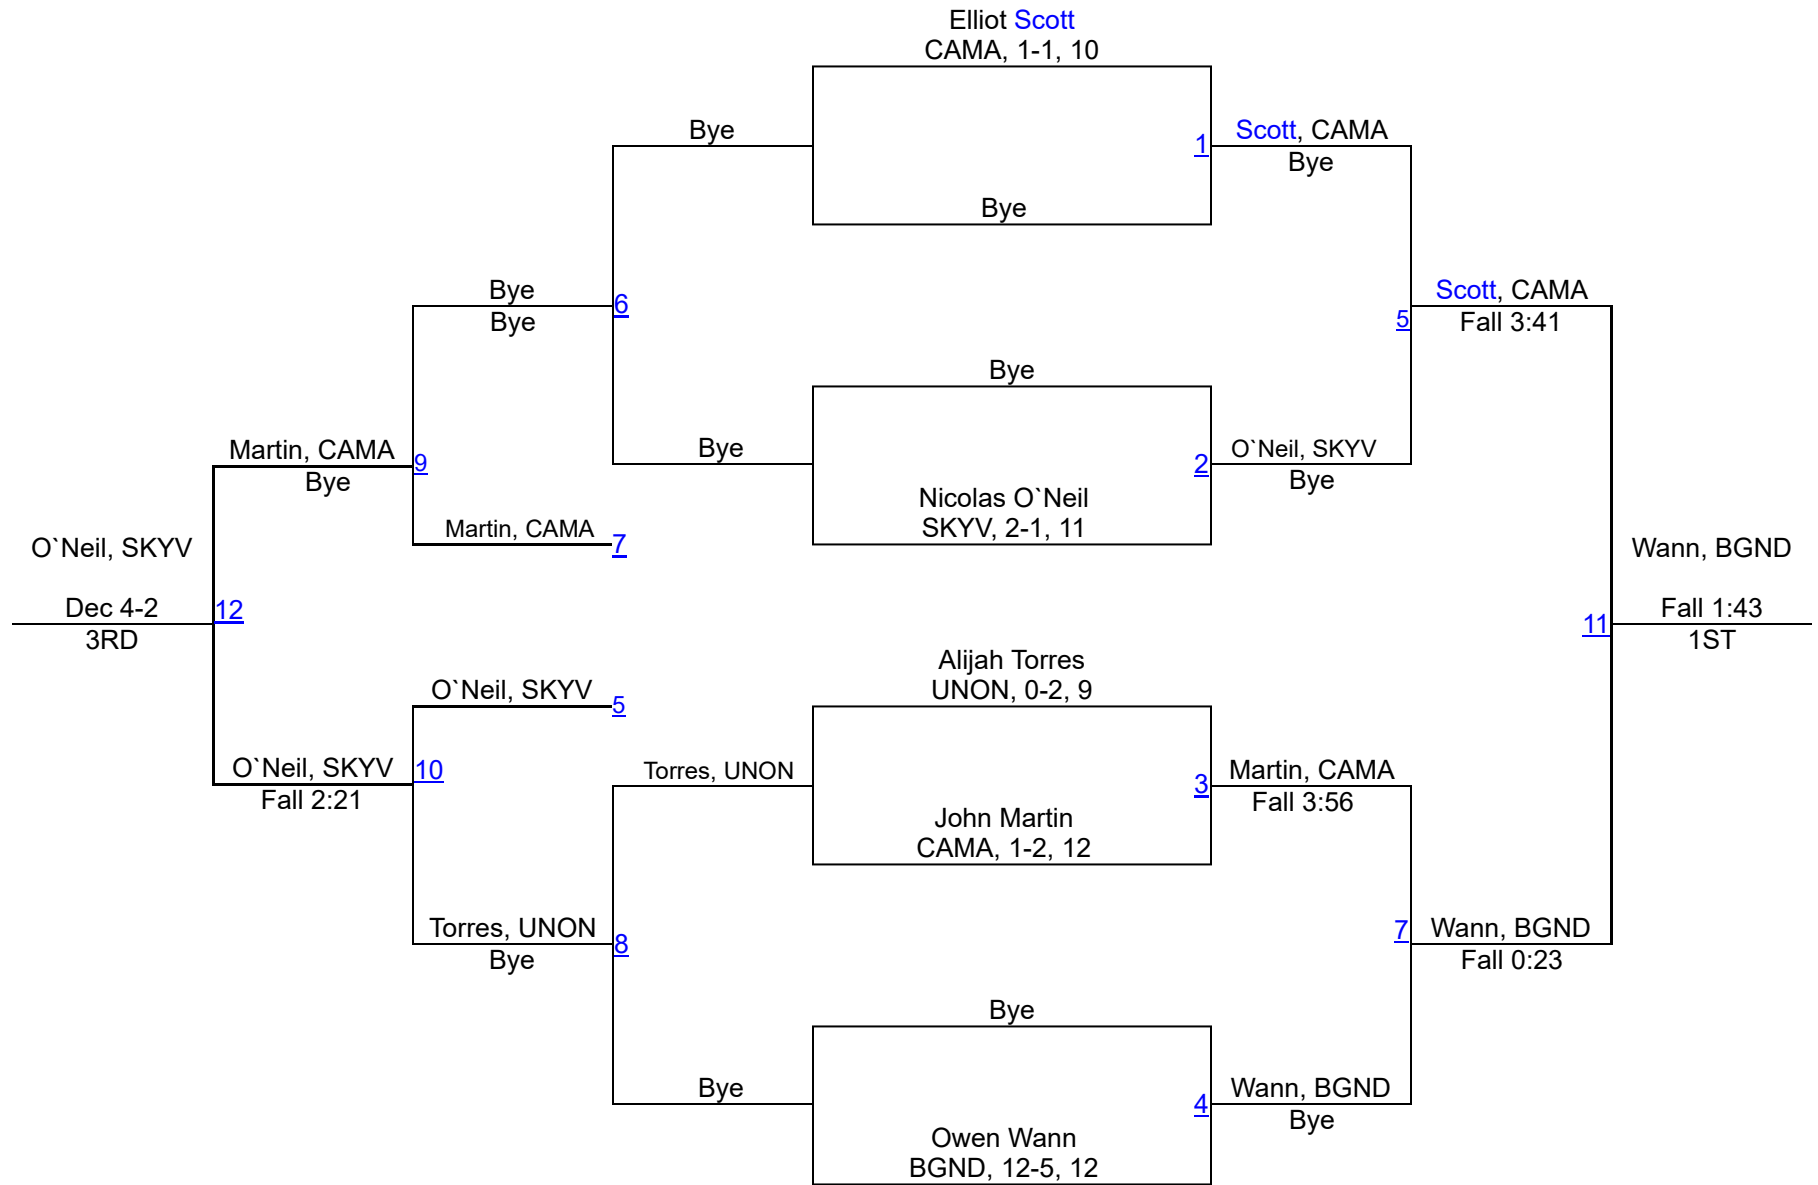 Elliot Scott
CAMA, 1-1, 10
Bye
1
Scott, CAMA
Bye
Bye
Bye
Bye
6
Scott, CAMA
5
Fall 3:41
Bye
Martin, CAMA
9
Bye
Bye
2
O`Neil, SKYV
Bye
Nicolas O`Neil
SKYV, 2-1, 11
Martin, CAMA
7
O`Neil, SKYV
Wann, BGND
Dec 4-2
12
3RD
11
Fall 1:43
1ST
Alijah Torres
UNON, 0-2, 9
O`Neil, SKYV
5
O`Neil, SKYV
10
Fall 2:21
Torres, UNON
3
Martin, CAMA
Fall 3:56
John Martin
CAMA, 1-2, 12
Torres, UNON
8
Bye
7
Wann, BGND
Fall 0:23
Bye
Bye
4
Wann, BGND
Bye
Owen Wann
BGND, 12-5, 12